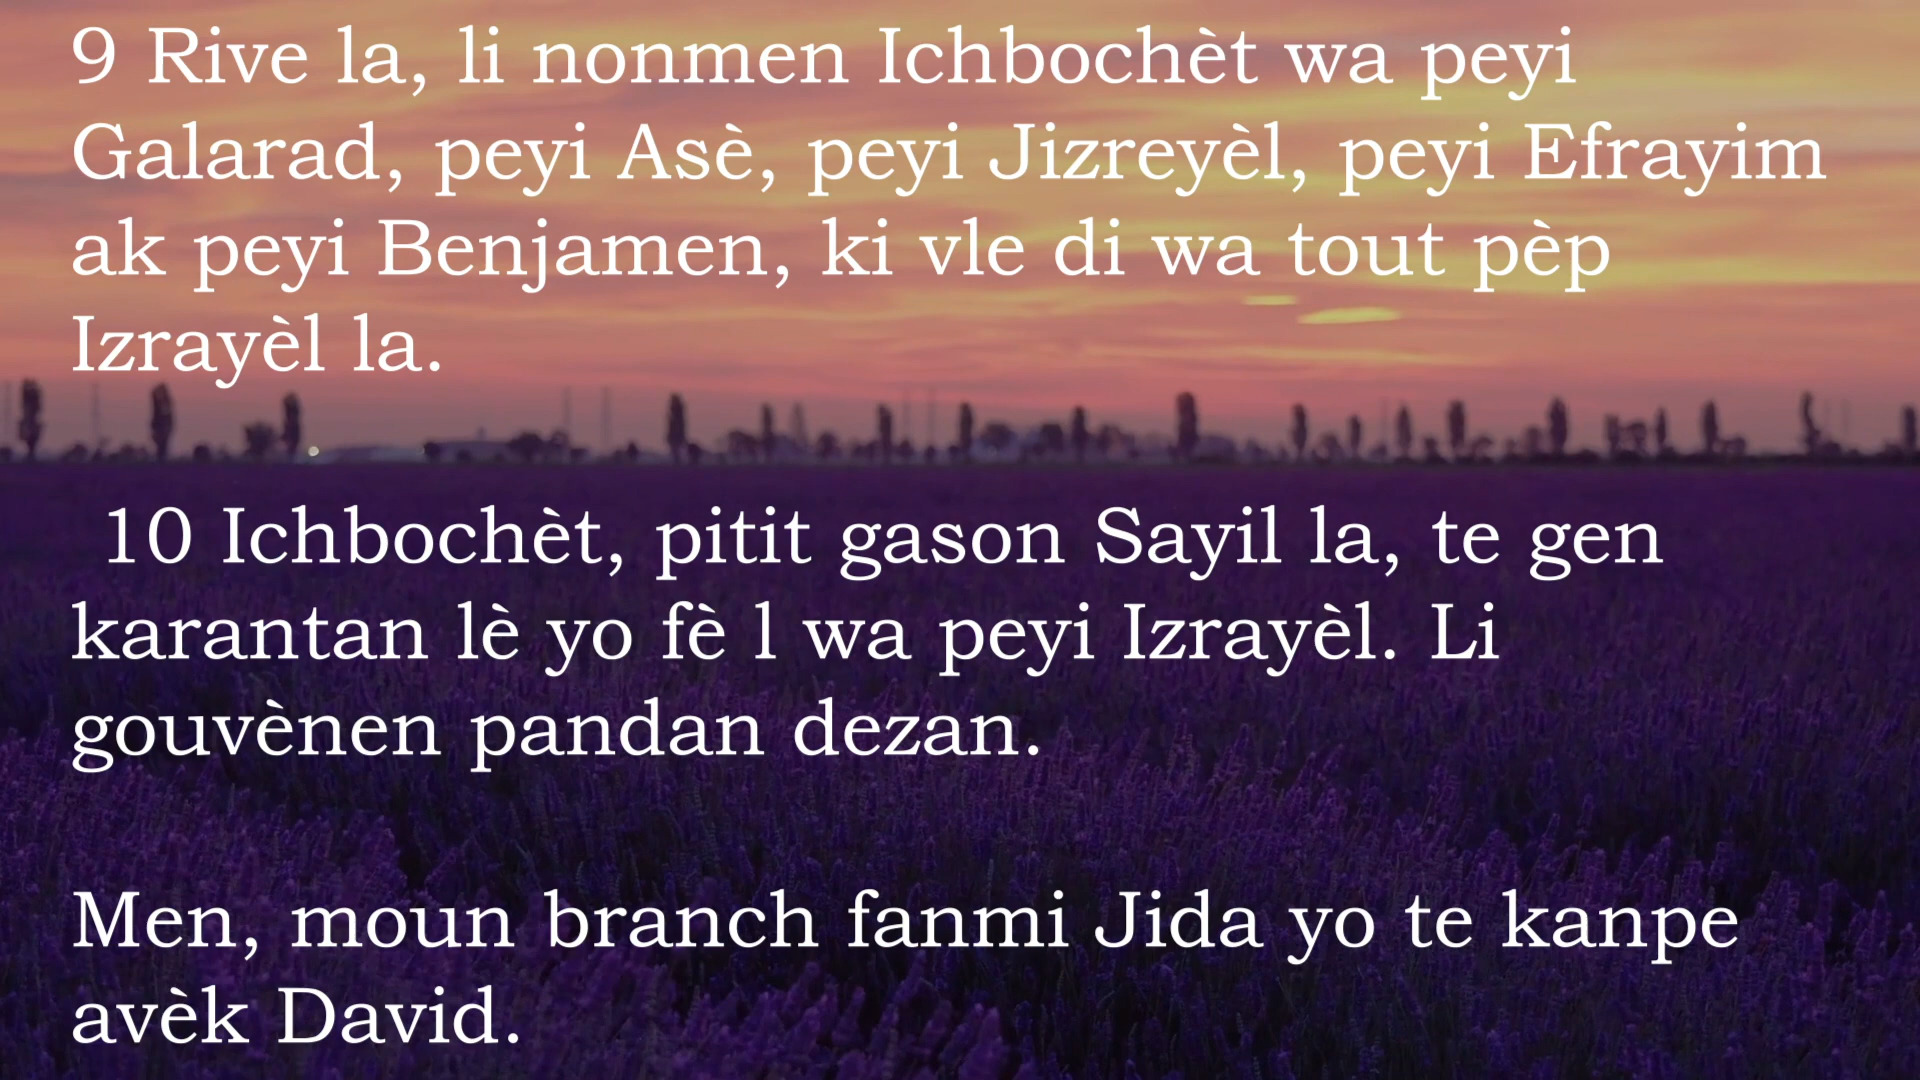 9 Rive la, li nonmen Ichbochèt wa peyi
Galarad, peyi Asè, peyi Jizreyèl, peyi Efrayim
ak peyi Benjamen, ki vle di wa tout pèp
Izrayèl la.
10 Ichbochèt, pitit gason Sayil la, te gen
karantan lè yo fè l wa peyi Izrayèl. Li
gouvènen pandan dezan.
Men, moun branch fanmi Jida yo te kanpe
avèk David.